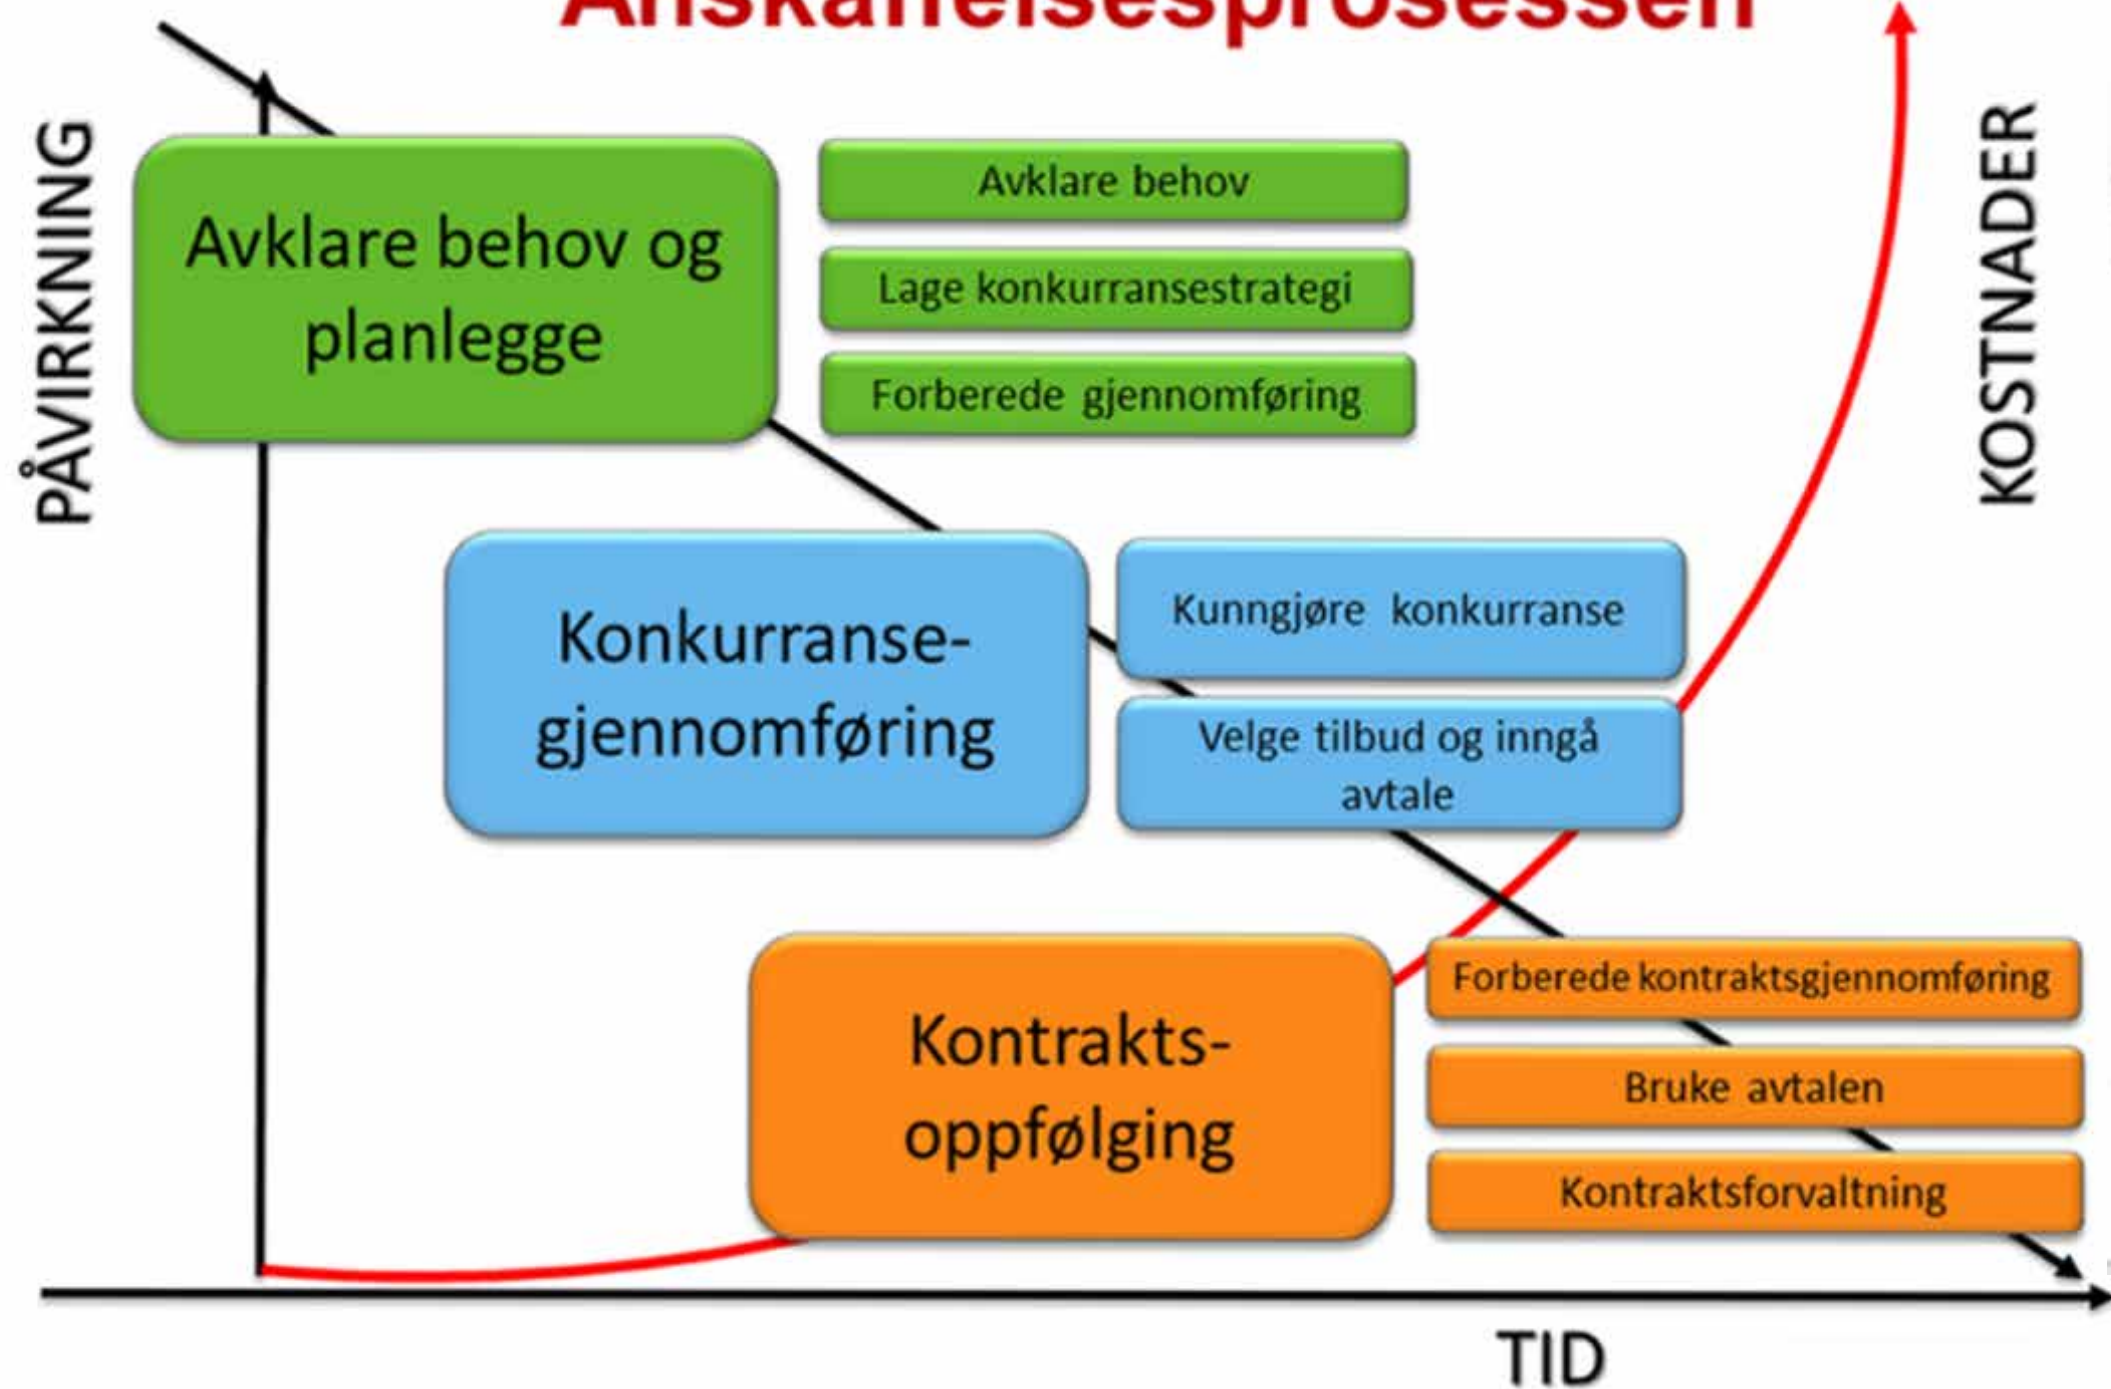 Anskaffelsesprosessen
PÅVIRKNING
KOSTNADER
Avklare behov og
planlegge
Avklare behov
Lage konkurransestrategi
Forberede gjennomføring
Konkurranse-
gjennomføring
Kunngjøre konkurranse
Velge tilbud og inngå
avtale
Kontrakts-
oppfølging
Forberede kontraktsgjennomføring
Bruke avtalen
Kontraktsforvaltning
TID